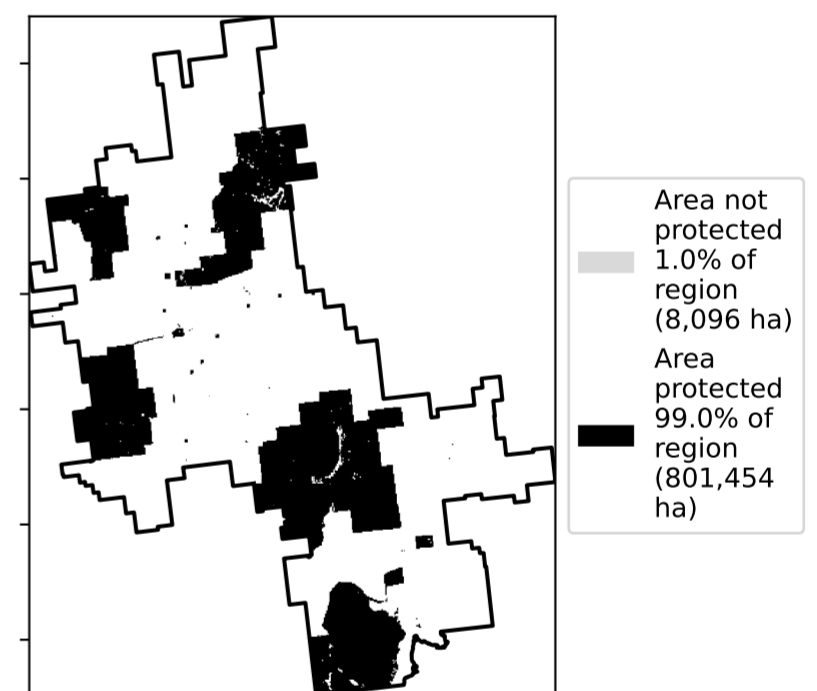 Area not
protected
1.0% of
region
(8,096 ha)
Area
protected
99.0% of
region
(801,454
ha)